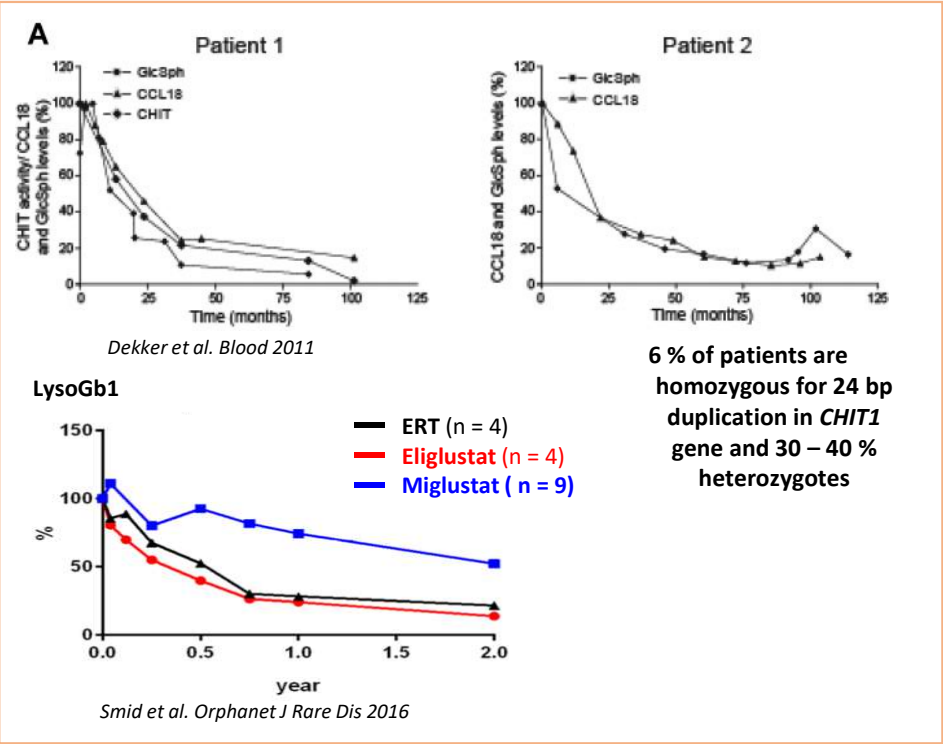 A
Patient 1
120
100
80
60
40
20
0
CHIT activity/ CCL18
and GlcSph levels (%)
GlcSph
CCL18
CHIT
0 25 50 75 100 125
Time (months)
Dekker et al. Blood 2011
Patient 2
120
100
80
60
40
20
0
CCL18 and GlcSph levels (%)
GlcSph
CCL18
0 25 50 75 100 125
Time (months)
6 % of patients are
homozygous for 24 bp
duplication in CHIT1
gene and 30 – 40 %
heterozygotes
LysoGb1
150
100
50
0
%
ERT (n = 4)
Eliglustat (n = 4)
Miglustat ( n = 9)
0.0 0.5 1.0 1.5 2.0
year
Smid et al. Orphanet J Rare Dis 2016